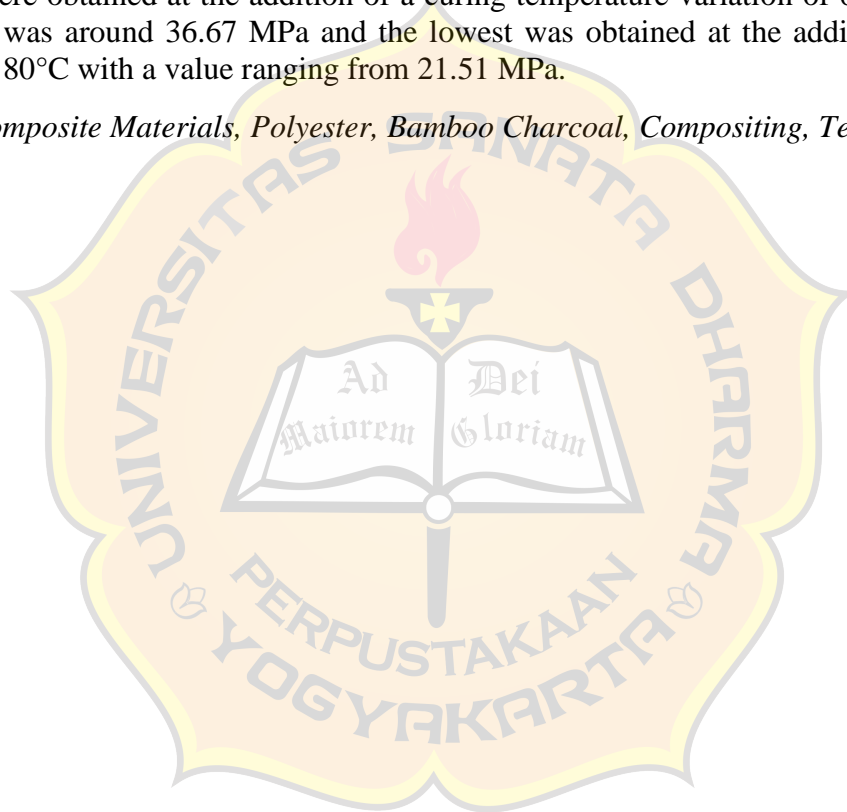 were obtained at the addition of a curing temperature variation of
was around 36.67 MPa and the lowest was obtained at the addi
80°C with a value ranging from 21.51 MPa.
omposite Materials, Polyester, Bamboo Charcoal, Compositing, Te
UNIVERSITAS SANATA DHARMA
Ad Dei
Maiorem Gloriam
PERPUSTAKAAN
YOGYAKARTA